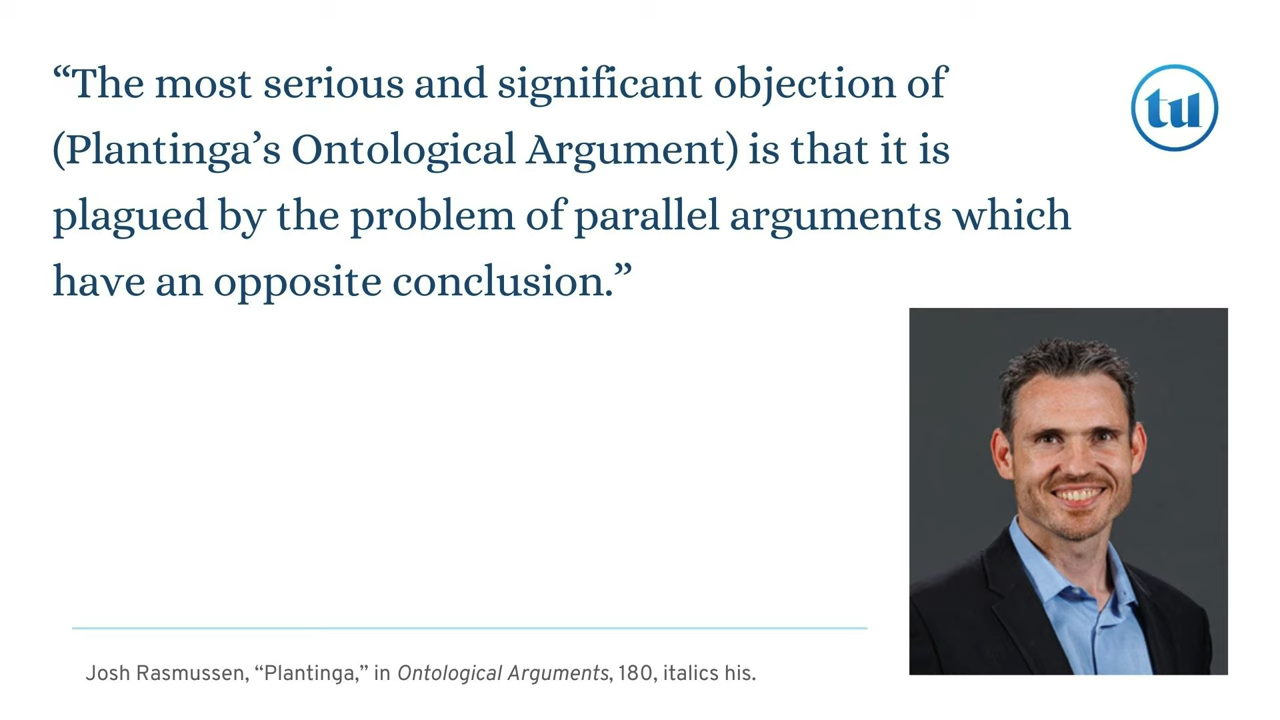 “The most serious and significant objection of
(Plantinga’s Ontological Argument) is that it is
plagued by the problem of parallel arguments which
have an opposite conclusion.”
tu
Josh Rasmussen, “Plantinga,” in Ontological Arguments, 180, italics his.